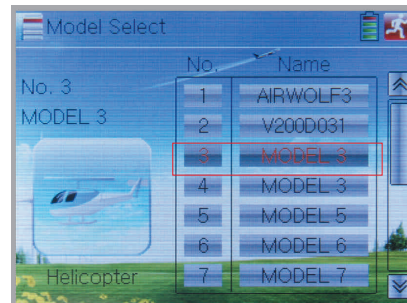 Model Select
No. 3
MODEL 3
Helicopter
No. Name
1 AIRWOLF3
2 V200D031
3 MODEL 3
4 MODEL 3
5 MODEL 5
6 MODEL 6
7 MODEL 7